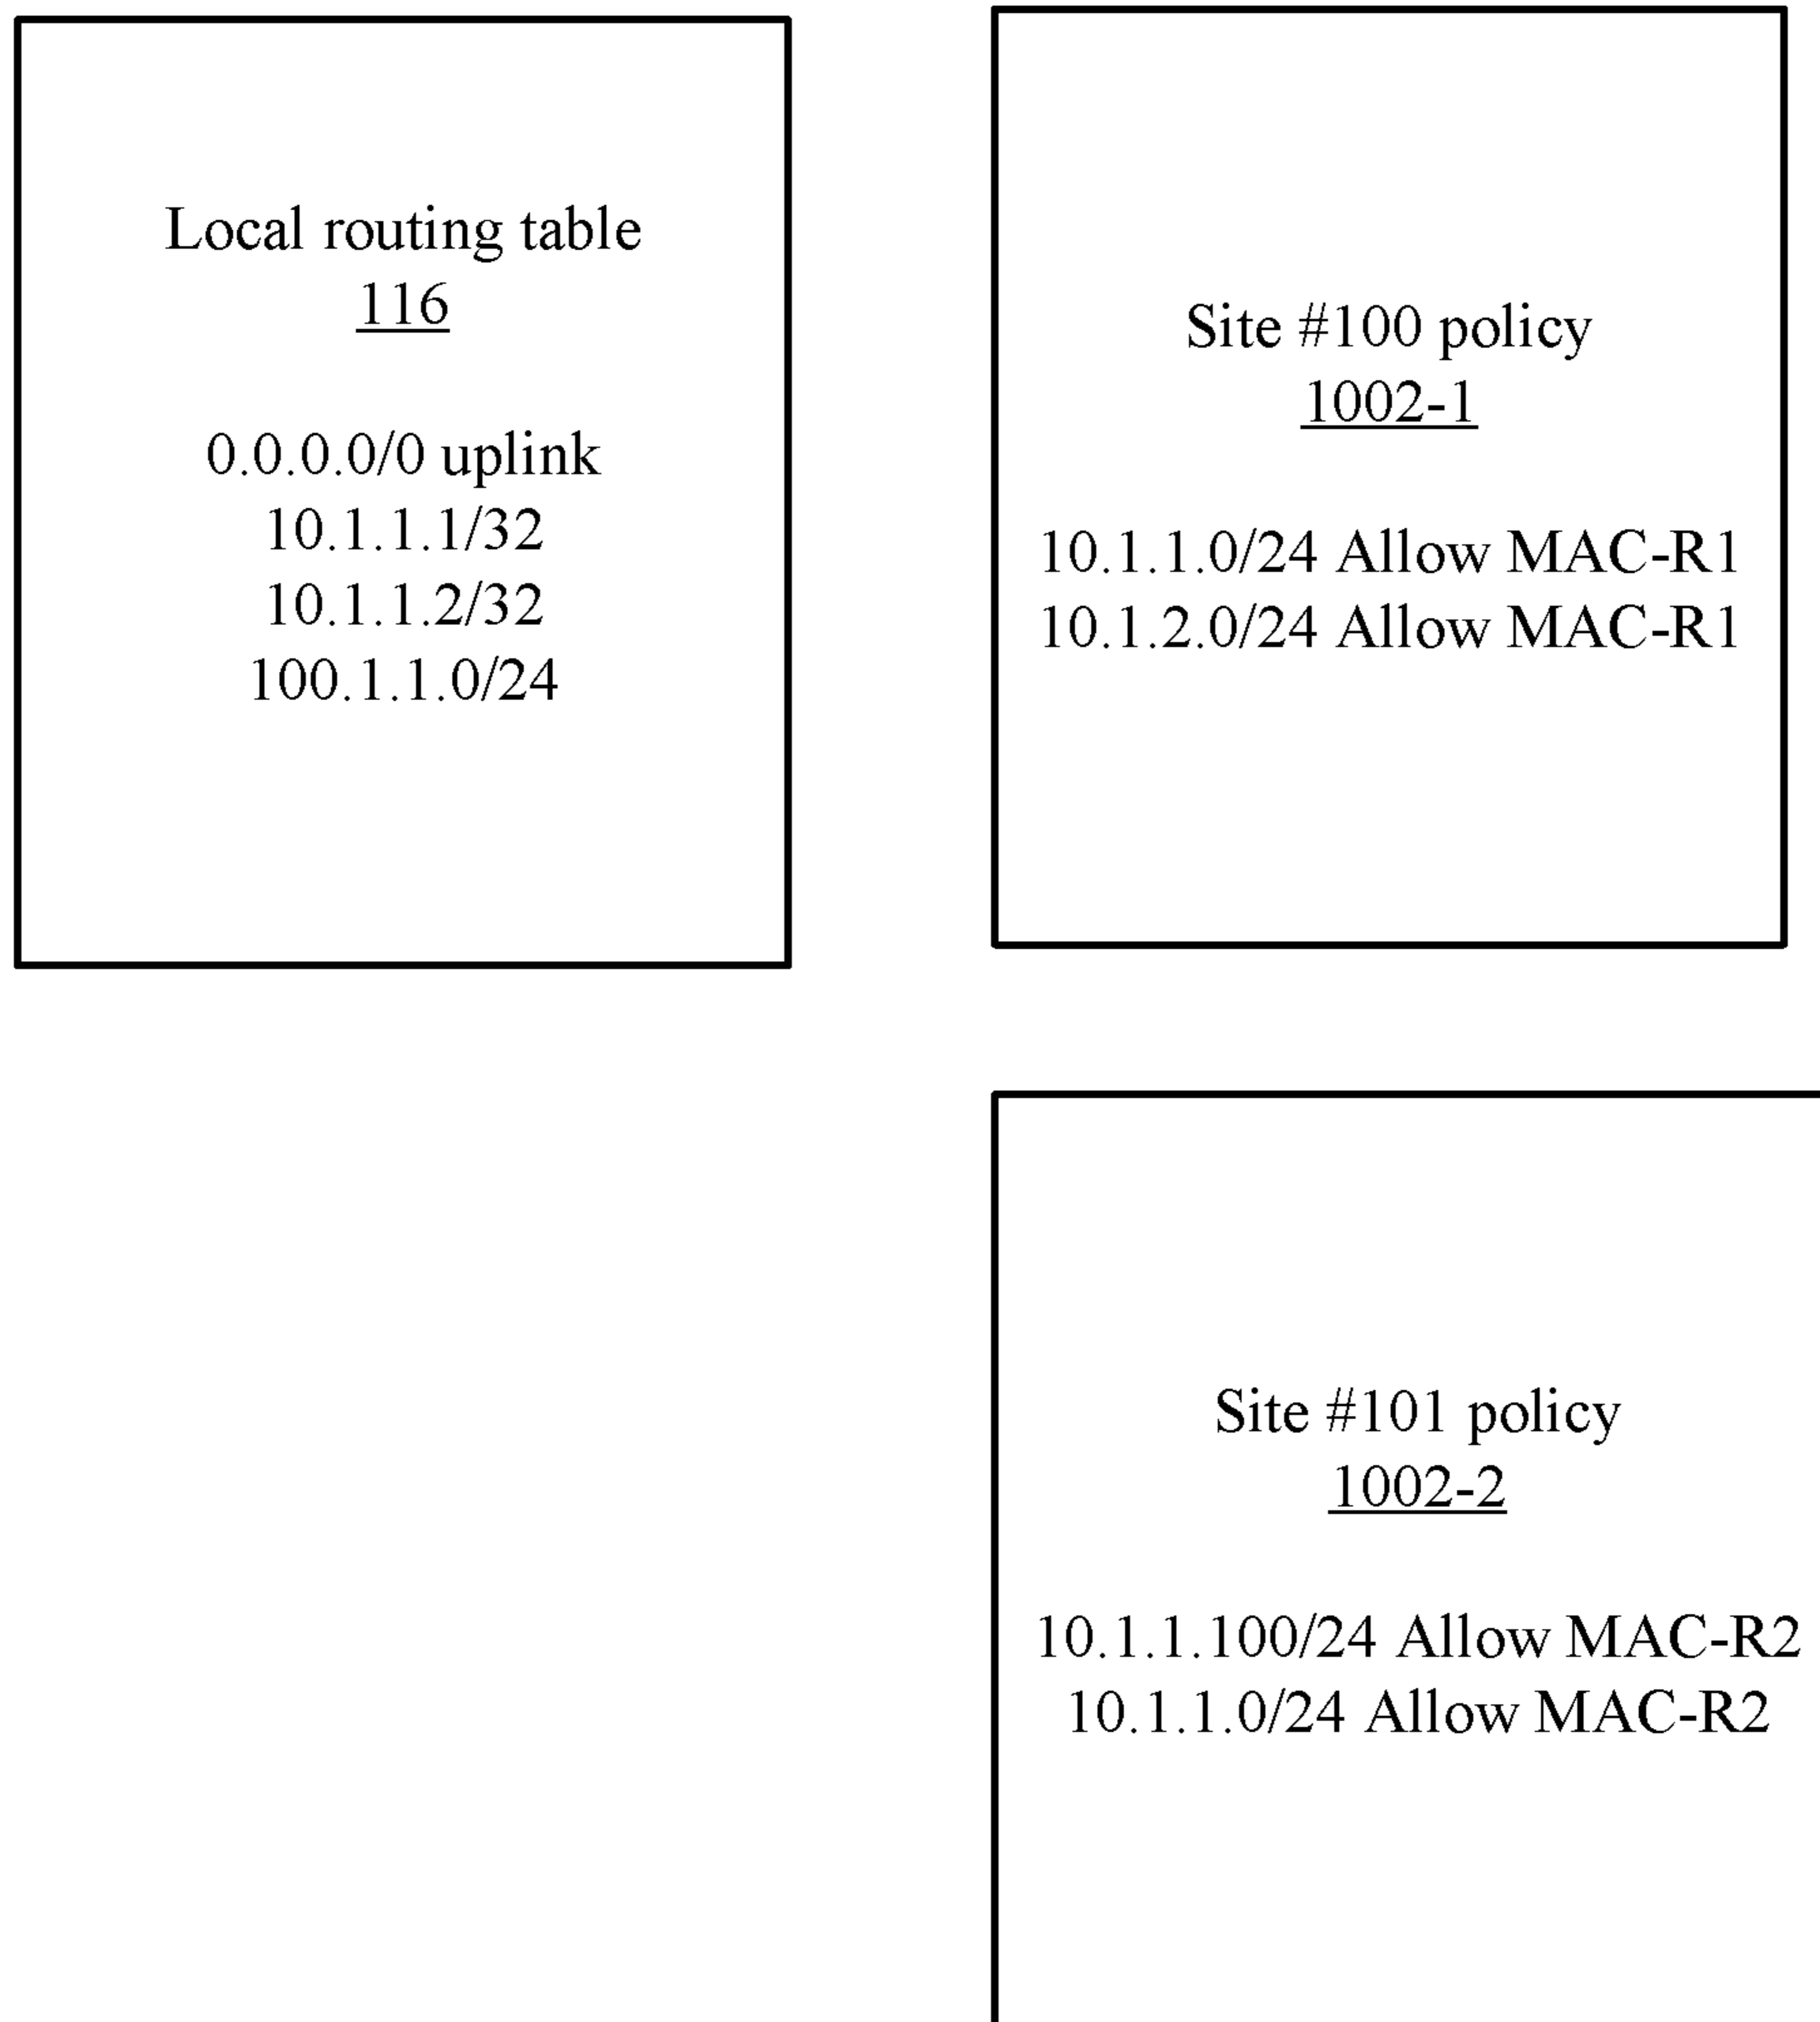 Local routing table
116
0.0.0.0/0 uplink
10.1.1.1/32
10.1.1.2/32
100.1.1.0/24
Site #100 policy
1002-1
10.1.1.0/24 Allow MAC-R1
10.1.2.0/24 Allow MAC-R1
Site #101 policy
1002-2
10.1.1.100/24 Allow MAC-R2
10.1.1.0/24 Allow MAC-R2